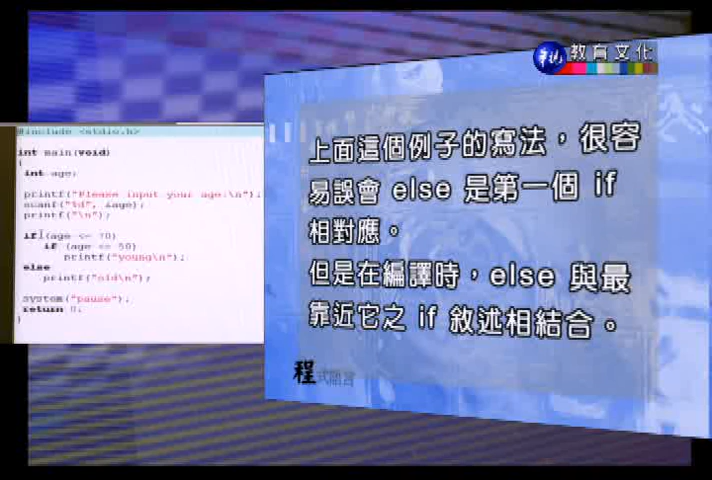 華視 教育文化
#include <stdio.h>
int main(void)
{
int age;
printf("Please input your age:\n");
scanf("%d", &age);
printf("\n");
if (age <= 70)
if (age <= 50)
printf("young\n");
else
printf("old\n");
system("pause");
return 0;
}
上面這個例子的寫法，很容
易誤會 else 是第一個 if
相對應。
但是在編譯時，else 與最
靠近它之 if 敘述相結合。
程式語言